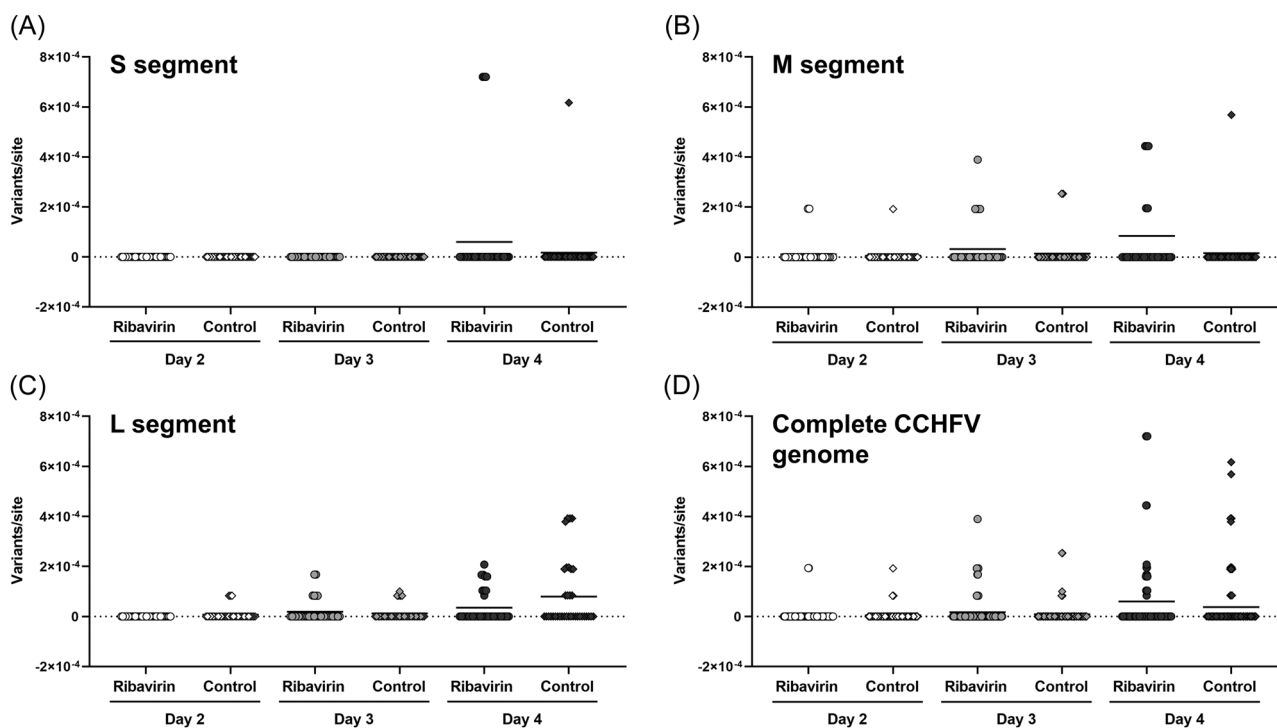 (A)
S segment
Variants/site
8×10⁻⁴
6×10⁻⁴
4×10⁻⁴
2×10⁻⁴
0
-2×10⁻⁴
Ribavirin Control Ribavirin Control Ribavirin Control
Day 2 Day 3 Day 4
(B)
M segment
Variants/site
8×10⁻⁴
6×10⁻⁴
4×10⁻⁴
2×10⁻⁴
0
-2×10⁻⁴
Ribavirin Control Ribavirin Control Ribavirin Control
Day 2 Day 3 Day 4
(C)
L segment
Variants/site
8×10⁻⁴
6×10⁻⁴
4×10⁻⁴
2×10⁻⁴
0
-2×10⁻⁴
Ribavirin Control Ribavirin Control Ribavirin Control
Day 2 Day 3 Day 4
(D)
Complete CCHFV
genome
Variants/site
8×10⁻⁴
6×10⁻⁴
4×10⁻⁴
2×10⁻⁴
0
-2×10⁻⁴
Ribavirin Control Ribavirin Control Ribavirin Control
Day 2 Day 3 Day 4